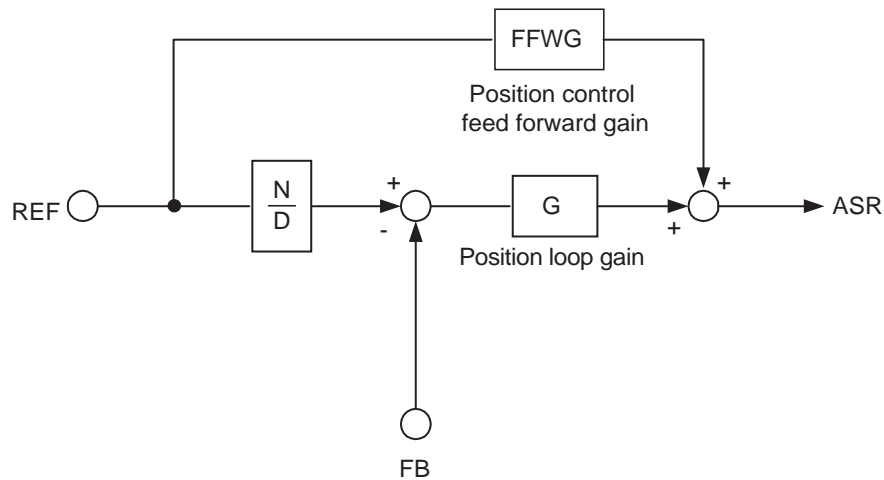 FFWG
Position control
feed forward gain
+
+
REF
N
D
-
G
+
ASR
Position loop gain
FB